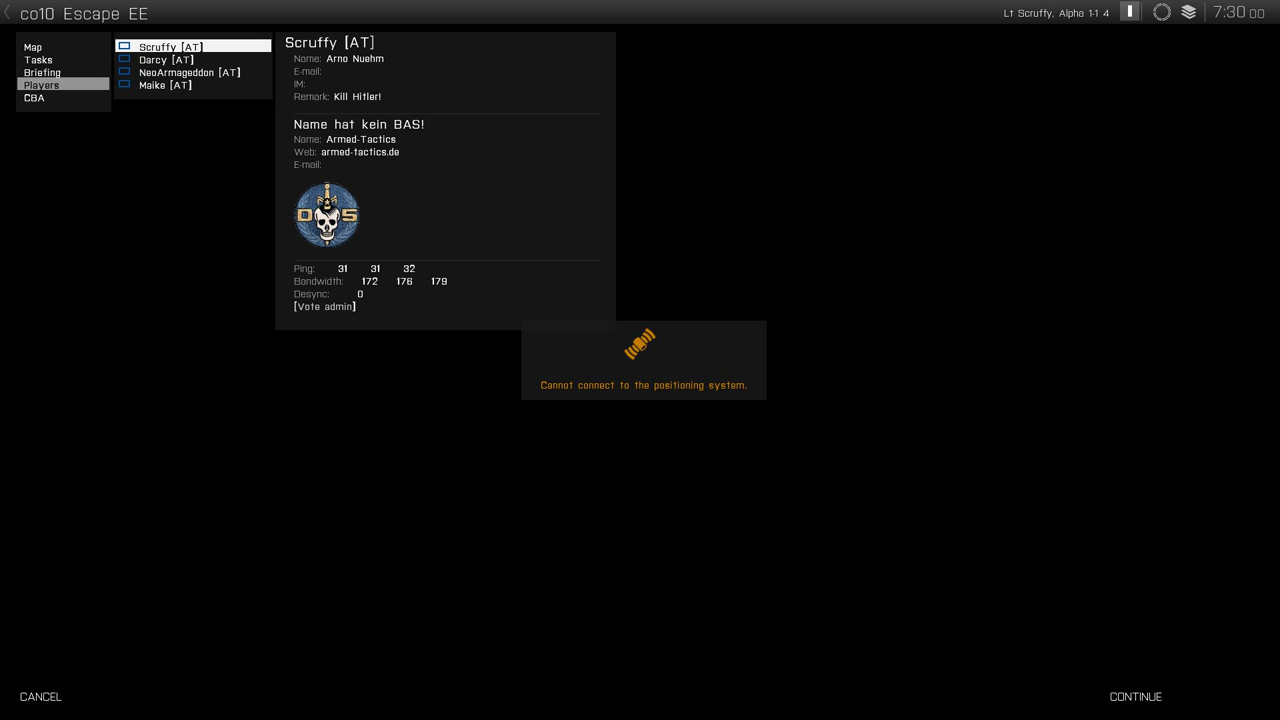 co10 Escape EE
Lt Scruffy, Alpha 1-1 4
7:30 00
Map
Tasks
Briefing
Players
CBA
Scruffy [AT]
Darcy [AT]
NeoArmageddon [AT]
Maike [AT]
Scruffy [AT]
Name: Arno Nuehm
E-mail:
IM:
Remark: Kill Hitler!
Name hat kein BAS!
Name: Armed-Tactics
Web: armed-tactics.de
E-mail:
D S
Ping: 31 31 32
Bandwidth: 172 176 179
Desync: 0
[Vote admin]
Cannot connect to the positioning system.
CANCEL
CONTINUE